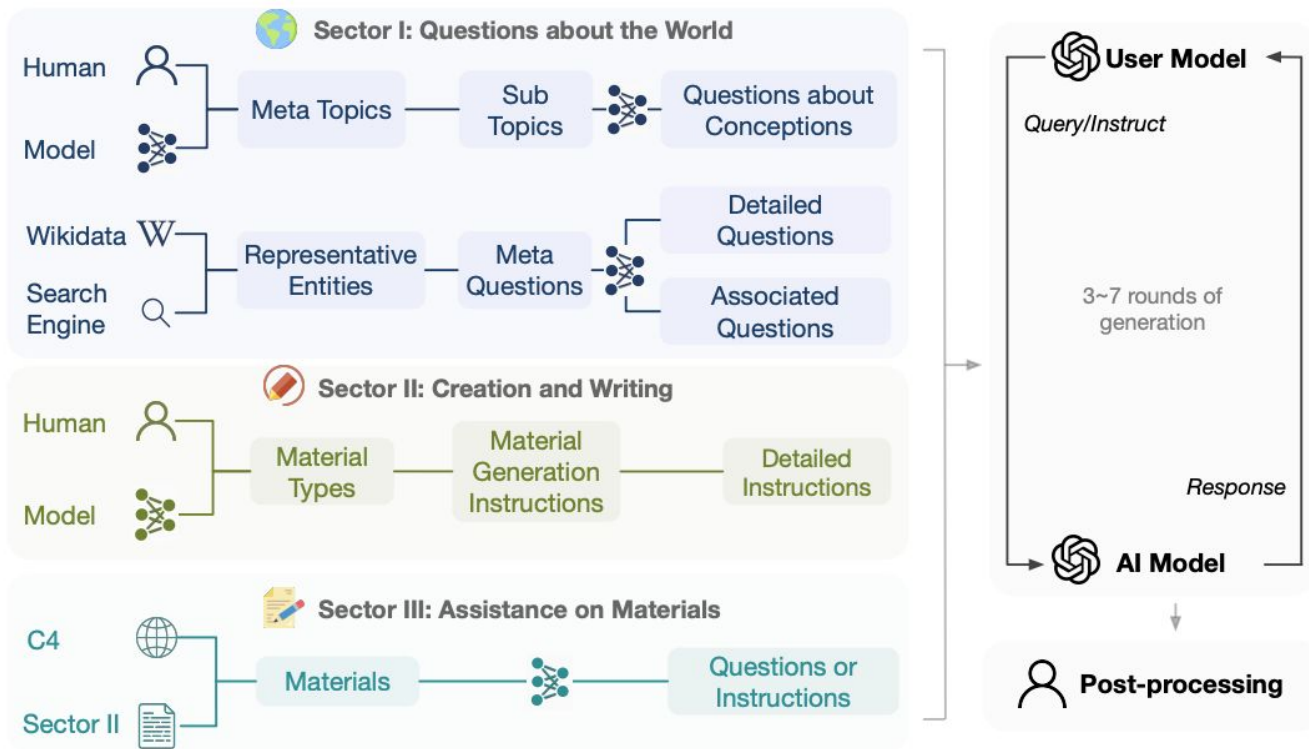 Sector I: Questions about the World
Human
Model
Meta Topics
Sub
Topics
Questions about
Conceptions
Wikidata
W
Search
Engine
Representative
Entities
Meta
Questions
Detailed
Questions
Associated
Questions
Sector II: Creation and Writing
Human
Model
Material
Types
Material
Generation
Instructions
Detailed
Instructions
Sector III: Assistance on Materials
C4
Sector II
Materials
Questions or
Instructions
User Model
Query/Instruct
3~7 rounds of
generation
Response
AI Model
Post-processing